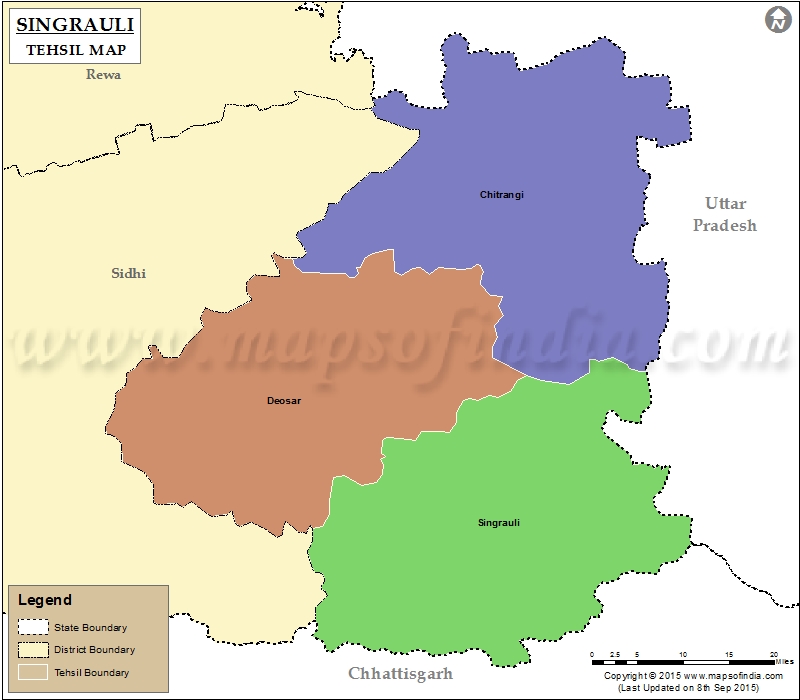 SINGRAULI
TEHSIL MAP
N
Rewa
Chitrangi
Uttar
Pradesh
Sidhi
www.mapsofindia.com
Deosar
Singrauli
Legend
State Boundary
District Boundary
Tehsil Boundary
Chhattisgarh
0 2.5 5 10 15 20
Miles
Copyright © 2015 www.mapsofindia.com
(Last Updated on 8th Sep 2015)